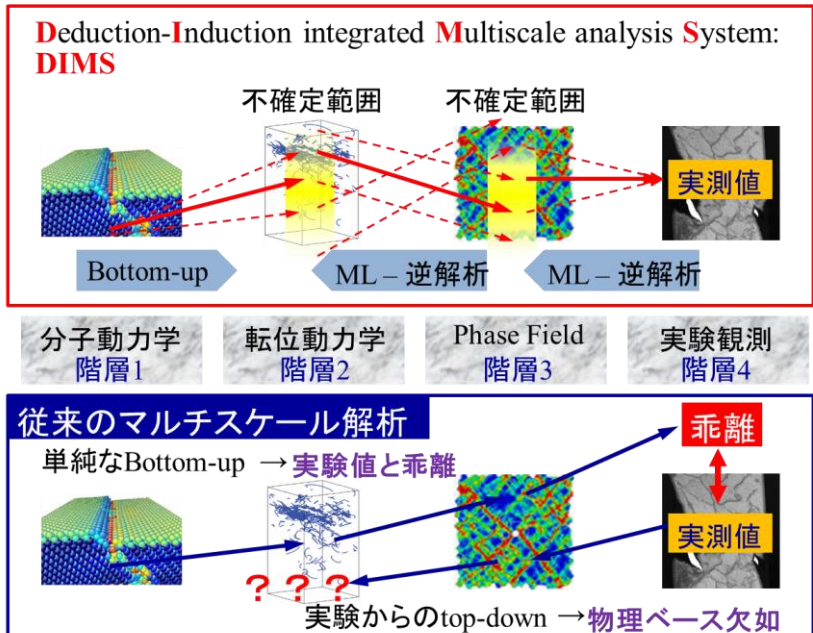 Deduction-Induction integrated Multiscale analysis System:
DIMS
不確定範囲
不確定範囲
実測値
Bottom-up
ML – 逆解析
ML – 逆解析
分子動力学
階層1
転位動力学
階層2
Phase Field
階層3
実験観測
階層4
従来のマルチスケール解析
乖離
単純なBottom-up →実験値と乖離
実測値
? ? ?
実験からのtop-down →物理ベース欠如